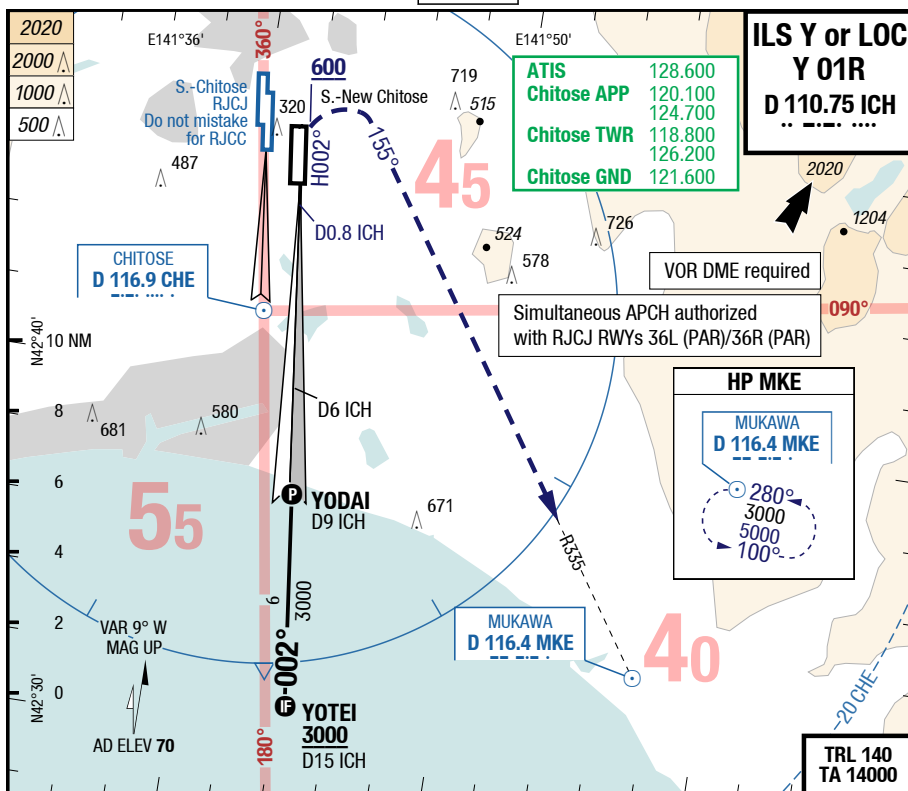 2020
2000
1000
500
E141°36'
360°
E141°50'
ILS Y or LOC
Y 01R
D 110.75 ICH
ATIS 128.600
Chitose APP 120.100
124.700
Chitose TWR 118.800
126.200
Chitose GND 121.600
S.-Chitose
RJCJ
Do not mistake
for RJCC
600
S.-New Chitose
320
719
515
487
H002°
155°
45
2020
1204
D0.8 ICH
524
578
726
CHITOSE
D 116.9 CHE
VOR DME required
090°
Simultaneous APCH authorized
with RJCJ RWYs 36L (PAR)/36R (PAR)
N42°40'
10 NM
HP MKE
MUKAWA
D 116.4 MKE
280°
3000
5000
100°
D6 ICH
8
681
580
6
YODAI
D9 ICH
P
671
55
4
R335
6
3000
2
VAR 9° W
MAG UP
MUKAWA
D 116.4 MKE
40
002°
N42°30'
0
IF
YOTEI
3000
D15 ICH
AD ELEV 70
180°
20 CHE
TRL 140
TA 14000